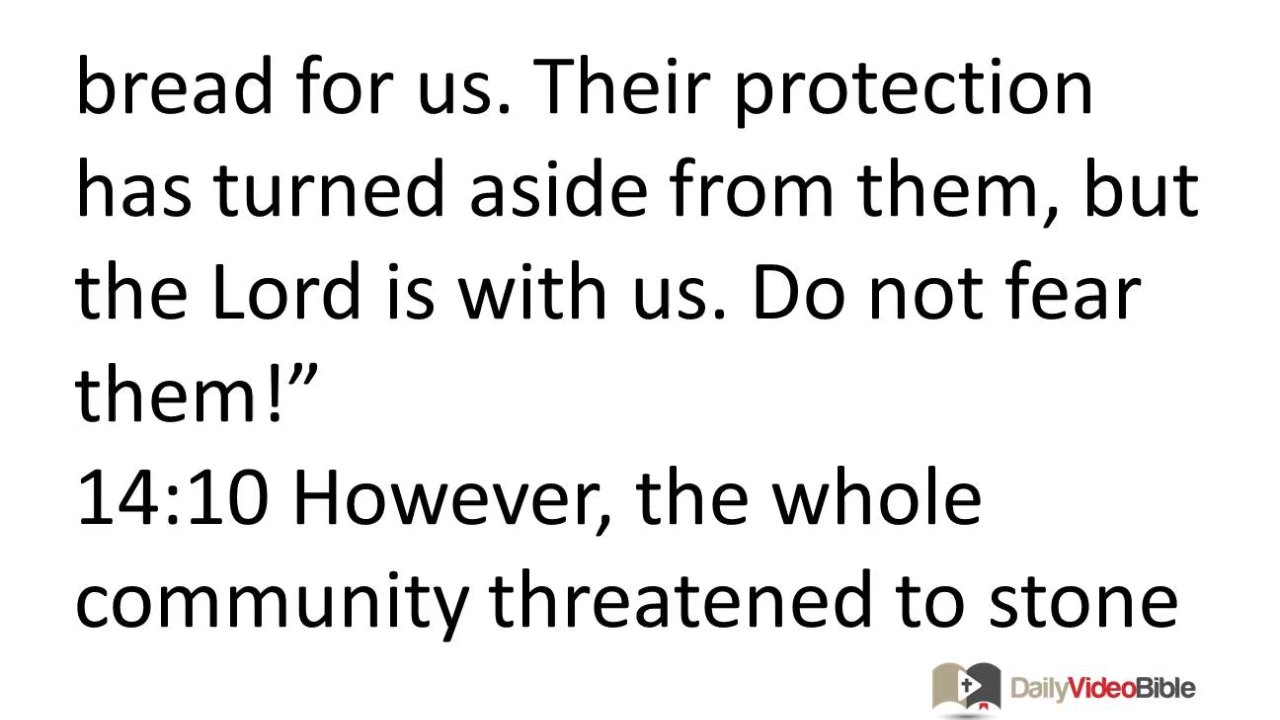 bread for us. Their protection
has turned aside from them, but
the Lord is with us. Do not fear
them!”
14:10 However, the whole
community threatened to stone
DailyVideoBible